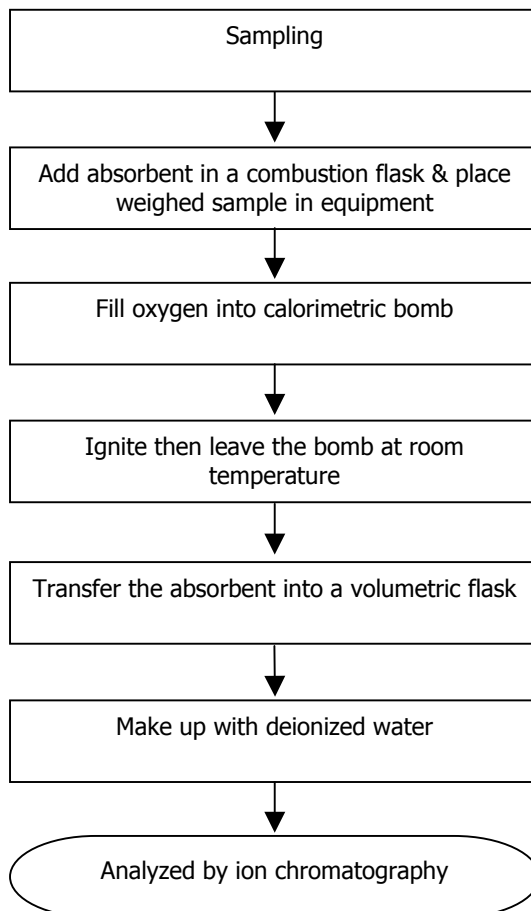 Sampling
Add absorbent in a combustion flask & place
weighed sample in equipment
Fill oxygen into calorimetric bomb
Ignite then leave the bomb at room
temperature
Transfer the absorbent into a volumetric flask
Make up with deionized water
Analyzed by ion chromatography